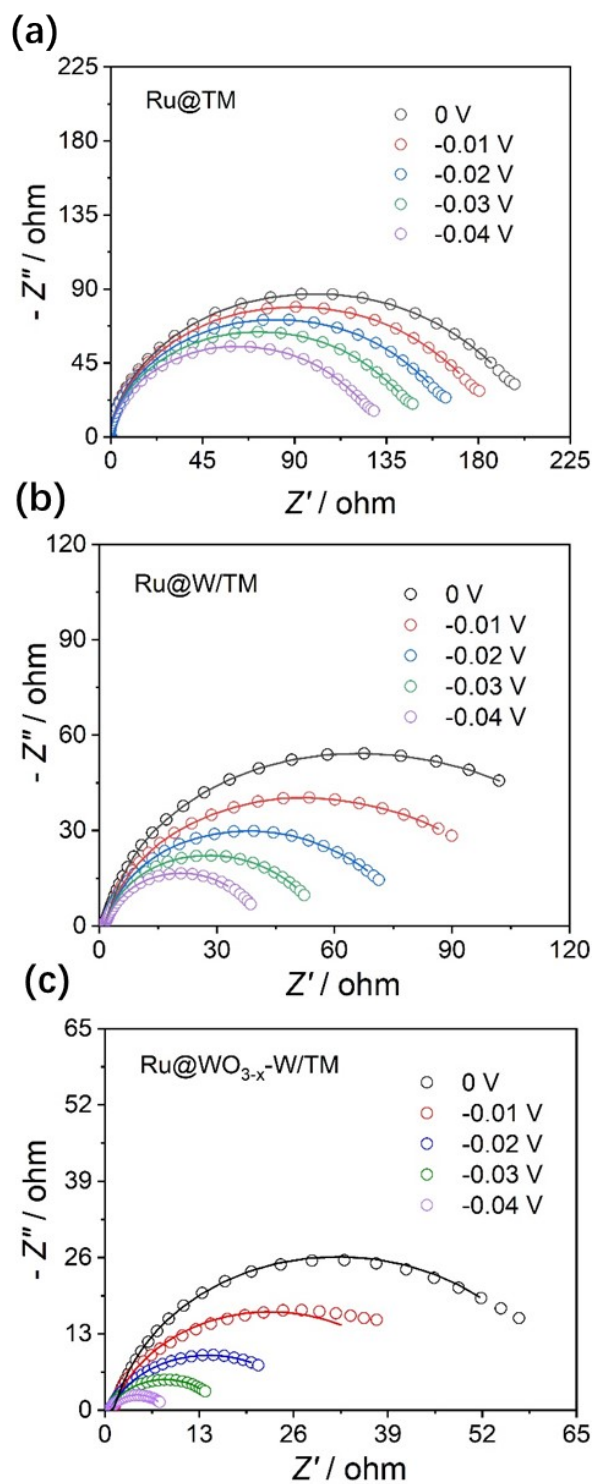 (a)
225
180
135
90
45
0
- Z″ / ohm
Ru@TM
0 V
-0.01 V
-0.02 V
-0.03 V
-0.04 V
0 45 90 135 180 225
Z′ / ohm
(b)
120
90
60
30
0
- Z″ / ohm
Ru@W/TM
0 V
-0.01 V
-0.02 V
-0.03 V
-0.04 V
0 30 60 90 120
Z′ / ohm
(c)
65
52
39
26
13
0
- Z″ / ohm
Ru@WO3-x-W/TM
0 V
-0.01 V
-0.02 V
-0.03 V
-0.04 V
0 13 26 39 52 65
Z′ / ohm